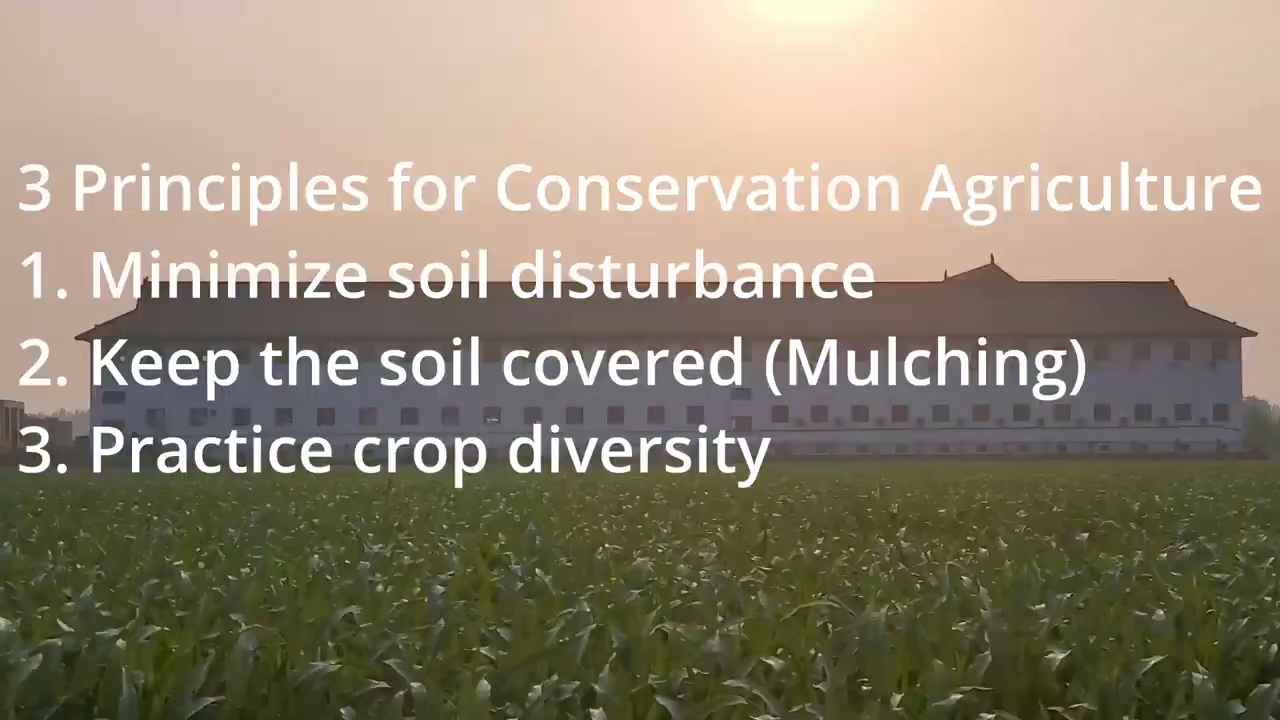 3 Principles for Conservation Agriculture
1. Minimize soil disturbance
2. Keep the soil covered (Mulching)
3. Practice crop diversity